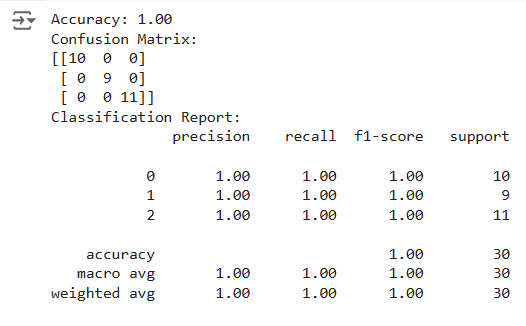 Accuracy: 1.00
Confusion Matrix:
[[10  0  0]
 [ 0  9  0]
 [ 0  0 11]]
Classification Report:
              precision    recall  f1-score   support

           0       1.00      1.00      1.00        10
           1       1.00      1.00      1.00         9
           2       1.00      1.00      1.00        11

    accuracy                           1.00        30
   macro avg       1.00      1.00      1.00        30
weighted avg       1.00      1.00      1.00        30